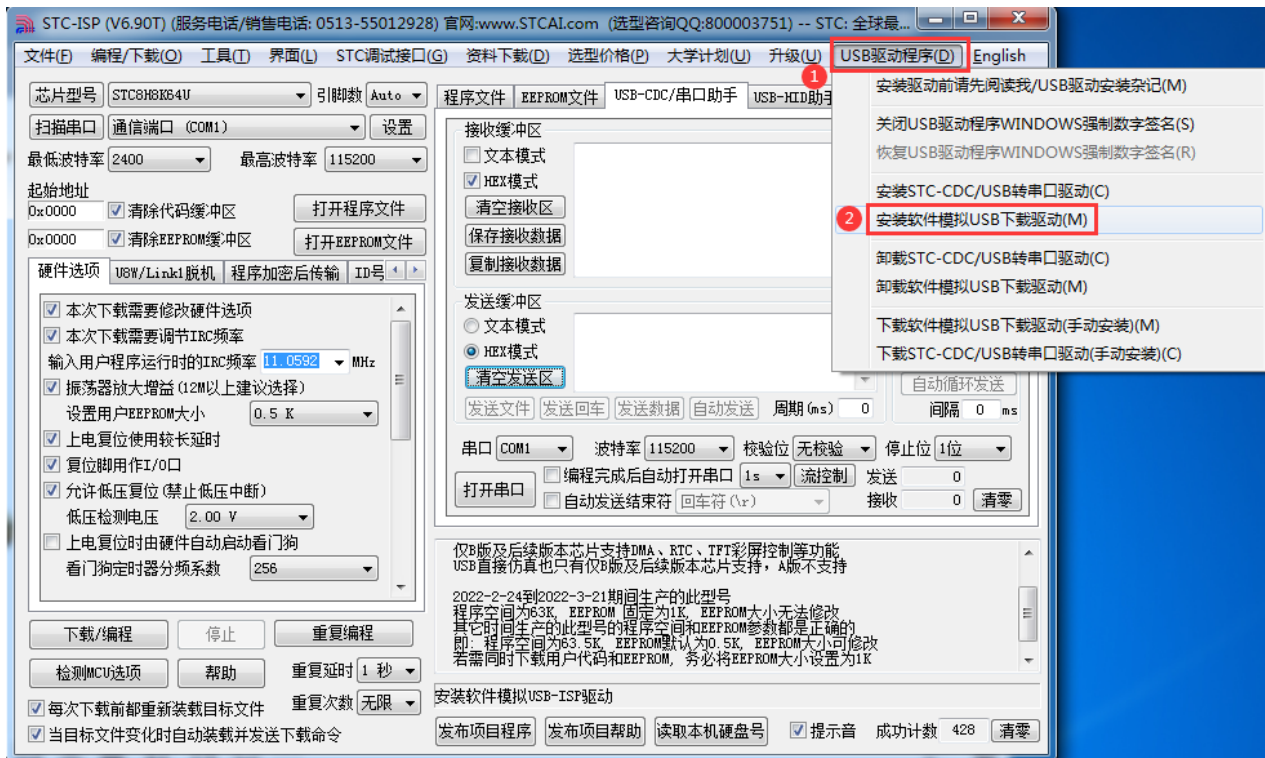 STC-ISP (V6.90T) (服务电话/销售电话: 0513-55012928) 官网:www.STCAI.com (选型咨询QQ:800003751) -- STC: 全球最...
文件(F) 编程/下载(O) 工具(T) 界面(L) STC调试接口(G) 资料下载(D) 选型价格(P) 大学计划(U) 升级(U) USB驱动程序(D) English
1
芯片型号 STC8H8K64U 引脚数 Auto
扫描串口 通信端口 (COM1) 设置
最低波特率 2400 最高波特率 115200
起始地址
0x0000 清除代码缓冲区 打开程序文件
0x0000 清除EEPROM缓冲区 打开EEPROM文件
硬件选项 U8W/Link1脱机 程序加密后传输 ID号
本次下载需要修改硬件选项
本次下载需要调节IRC频率
输入用户程序运行时的IRC频率 11.0592 MHz
振荡器放大增益(12M以上建议选择)
设置用户EEPROM大小 0.5 K
上电复位使用较长延时
复位脚用作I/O口
允许低压复位(禁止低压中断)
低压检测电压 2.00 V
上电复位时由硬件自动启动看门狗
看门狗定时器分频系数 256
下载/编程 停止 重复编程
检测MCU选项 帮助 重复延时 1 秒
每次下载前都重新装载目标文件 重复次数 无限
当目标文件变化时自动装载并发送下载命令
程序文件 EEPROM文件 USB-CDC/串口助手 USB-HID助手
接收缓冲区
文本模式
HEX模式
清空接收区
保存接收数据
复制接收数据
发送缓冲区
文本模式
HEX模式
清空发送区 自动循环发送
发送文件 发送回车 发送数据 自动发送 周期(ms) 0 间隔 0 ms
串口 COM1 波特率 115200 校验位 无校验 停止位 1位
打开串口 编程完成后自动打开串口 1s 流控制 发送 0
自动发送结束符 回车符(\r) 接收 0 清零
仅B版及后续版本芯片支持DMA、RTC、TFT彩屏控制等功能
USB直接仿真也只有仅B版及后续版本芯片支持，A版不支持
2022-2-24到2022-3-21期间生产的此型号
程序空间为63K, EEPROM 固定为1K, EEPROM大小无法修改
其它时间生产的此型号的程序空间和EEPROM参数都是正确的
即: 程序空间为63.5K, EEPROM默认为0.5K, EEPROM大小可修改
若需同时下载用户代码和EEPROM, 务必将EEPROM大小设置为1K
安装软件模拟USB-ISP驱动
发布项目程序 发布项目帮助 读取本机硬盘号 提示音 成功计数 428 清零
安装驱动前请先阅读我/USB驱动安装杂记(M)
关闭USB驱动程序WINDOWS强制数字签名(S)
恢复USB驱动程序WINDOWS强制数字签名(R)
安装STC-CDC/USB转串口驱动(C)
2 安装软件模拟USB下载驱动(M)
卸载STC-CDC/USB转串口驱动(C)
卸载软件模拟USB下载驱动(M)
下载软件模拟USB下载驱动(手动安装)(M)
下载STC-CDC/USB转串口驱动(手动安装)(C)